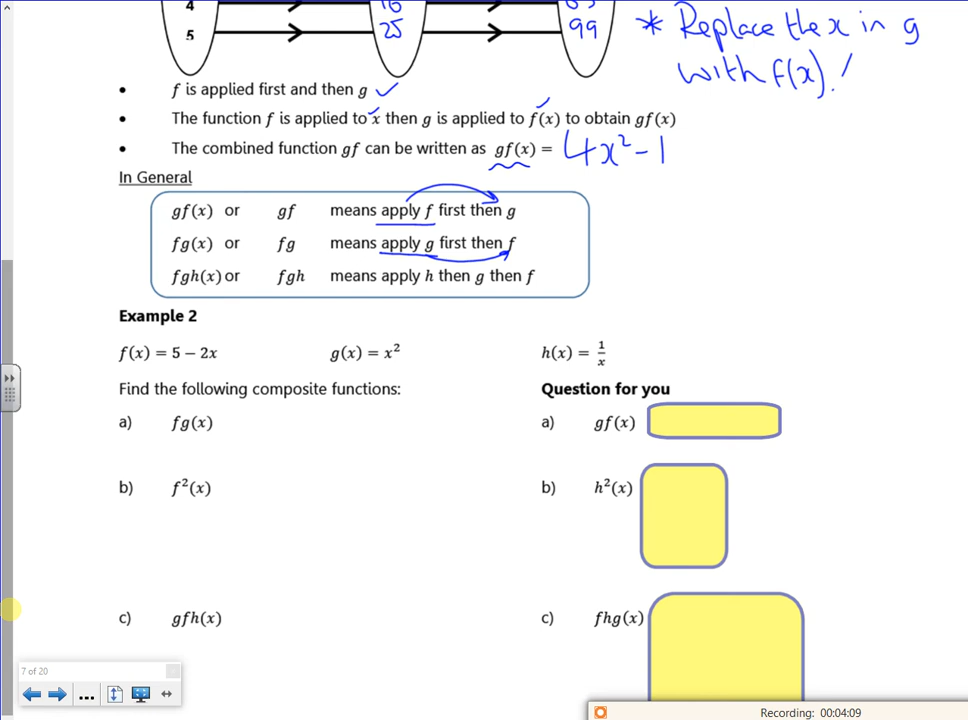 4
5 25 99
* Replace the x in g
with f(x)!
• f is applied first and then g ✓
• The function f is applied to x then g is applied to f(x) to obtain gf(x)
• The combined function gf can be written as gf(x) = 4x² - 1
In General
gf(x) or gf means apply f first then g
fg(x) or fg means apply g first then f
fgh(x) or fgh means apply h then g then f
Example 2
f(x) = 5 − 2x g(x) = x² h(x) = 1/x
Find the following composite functions: Question for you
a) fg(x) a) gf(x)
b) f²(x) b) h²(x)
c) gfh(x) c) fhg(x)
7 of 20
Recording: 00:04:09